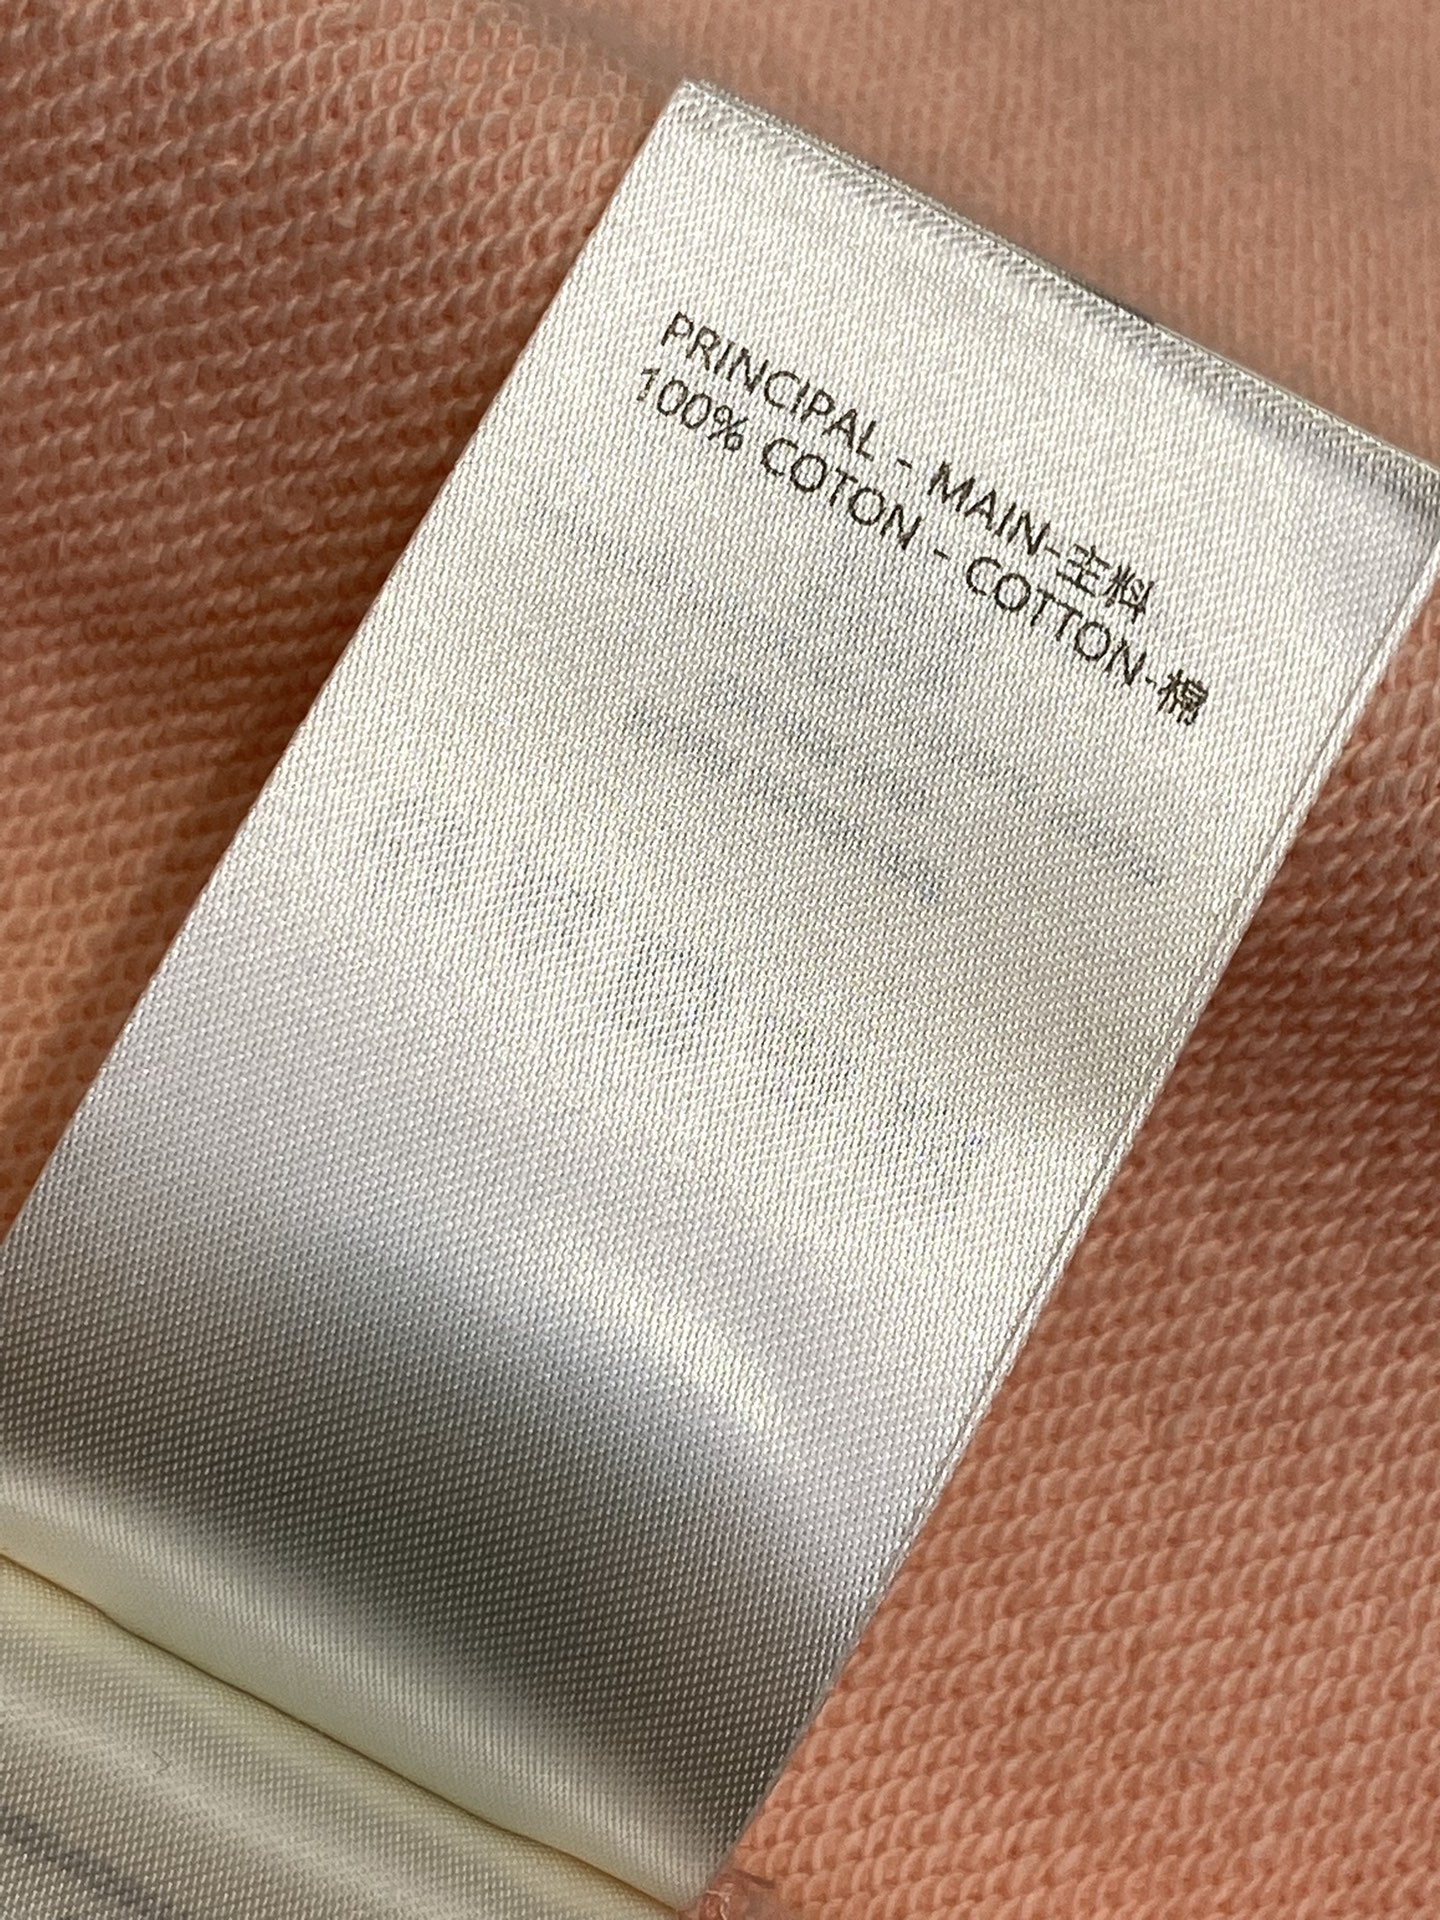 PRINCIPAL - MAIN-主料
100% COTON - COTTON-棉